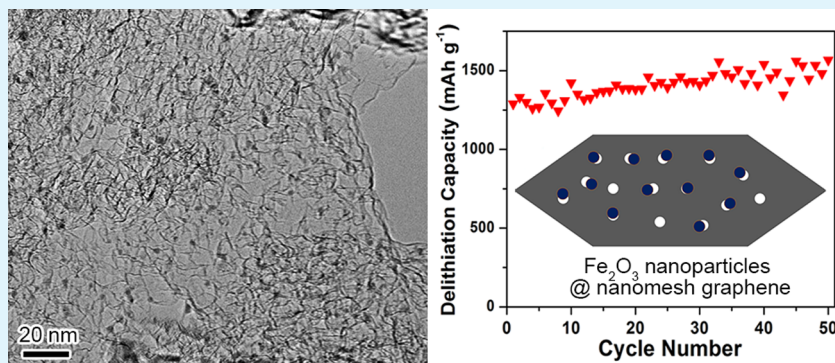 20 nm
Delithiation Capacity (mAh g⁻¹)
1500
1000
500
0
Fe₂O₃ nanoparticles
@ nanomesh graphene
0 10 20 30 40 50
Cycle Number